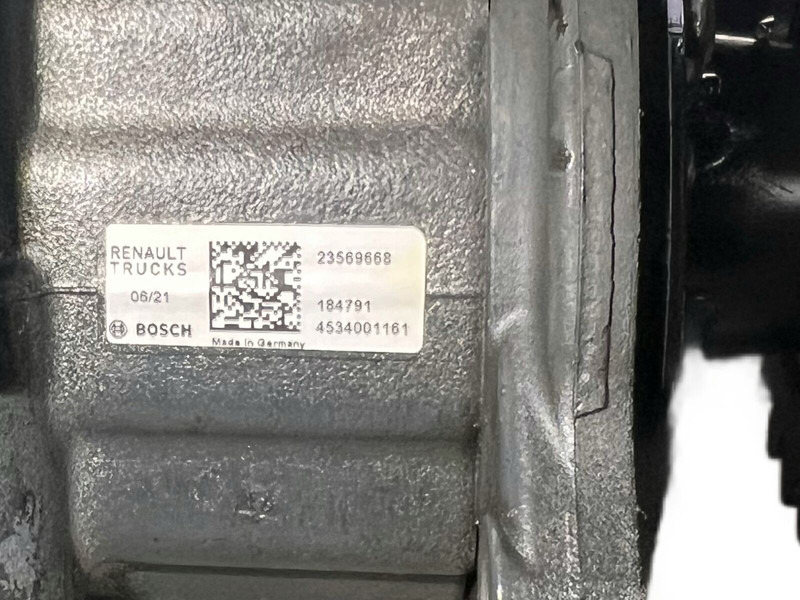 RENAULT
TRUCKS
06/21
BOSCH
23569668
184791
4534001161
Made in Germany